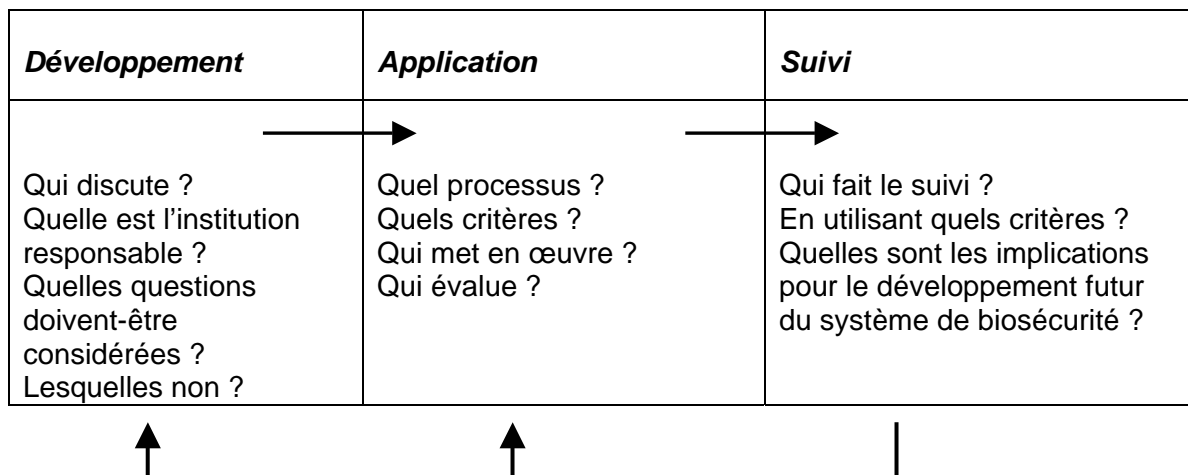 Développement
Application
Suivi
Qui discute ?
Quelle est l’institution
responsable ?
Quelles questions
doivent-être
considérées ?
Lesquelles non ?
Quel processus ?
Quels critères ?
Qui met en œuvre ?
Qui évalue ?
Qui fait le suivi ?
En utilisant quels critères ?
Quelles sont les implications
pour le développement futur
du système de biosécurité ?